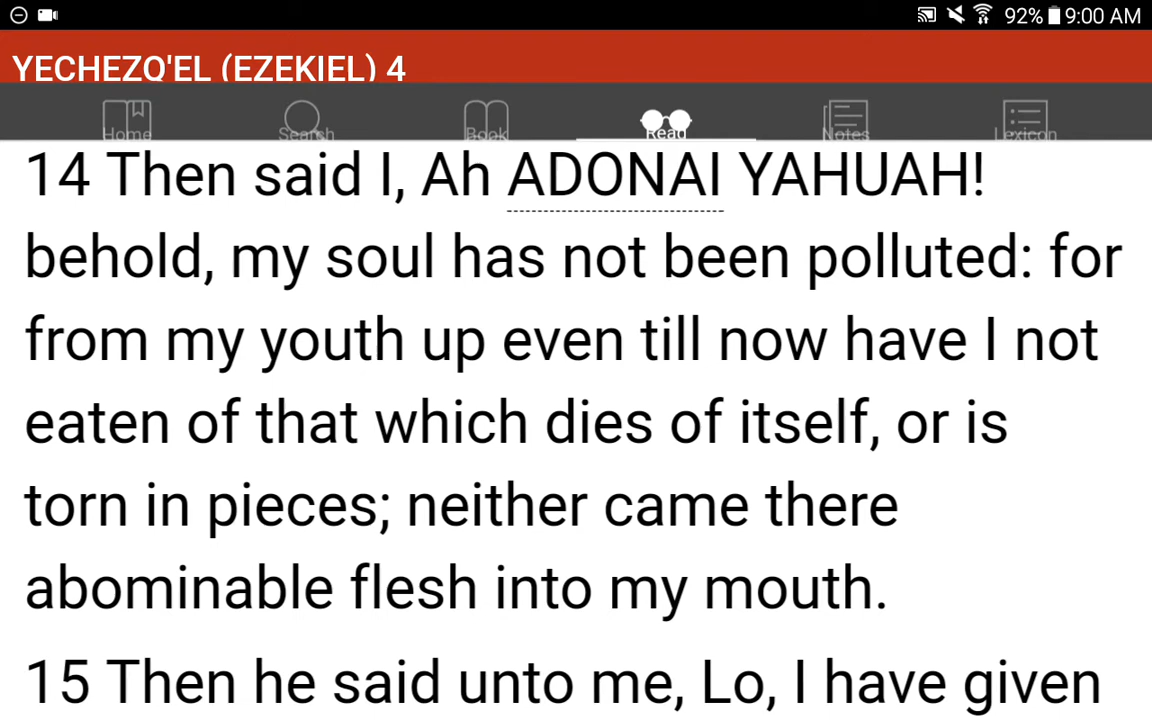 92% 9:00 AM
YECHEZQ'EL (EZEKIEL) 4
Home Search Book Read Notes Lexicon
14 Then said I, Ah ADONAI YAHUAH!
behold, my soul has not been polluted: for
from my youth up even till now have I not
eaten of that which dies of itself, or is
torn in pieces; neither came there
abominable flesh into my mouth.
15 Then he said unto me, Lo, I have given